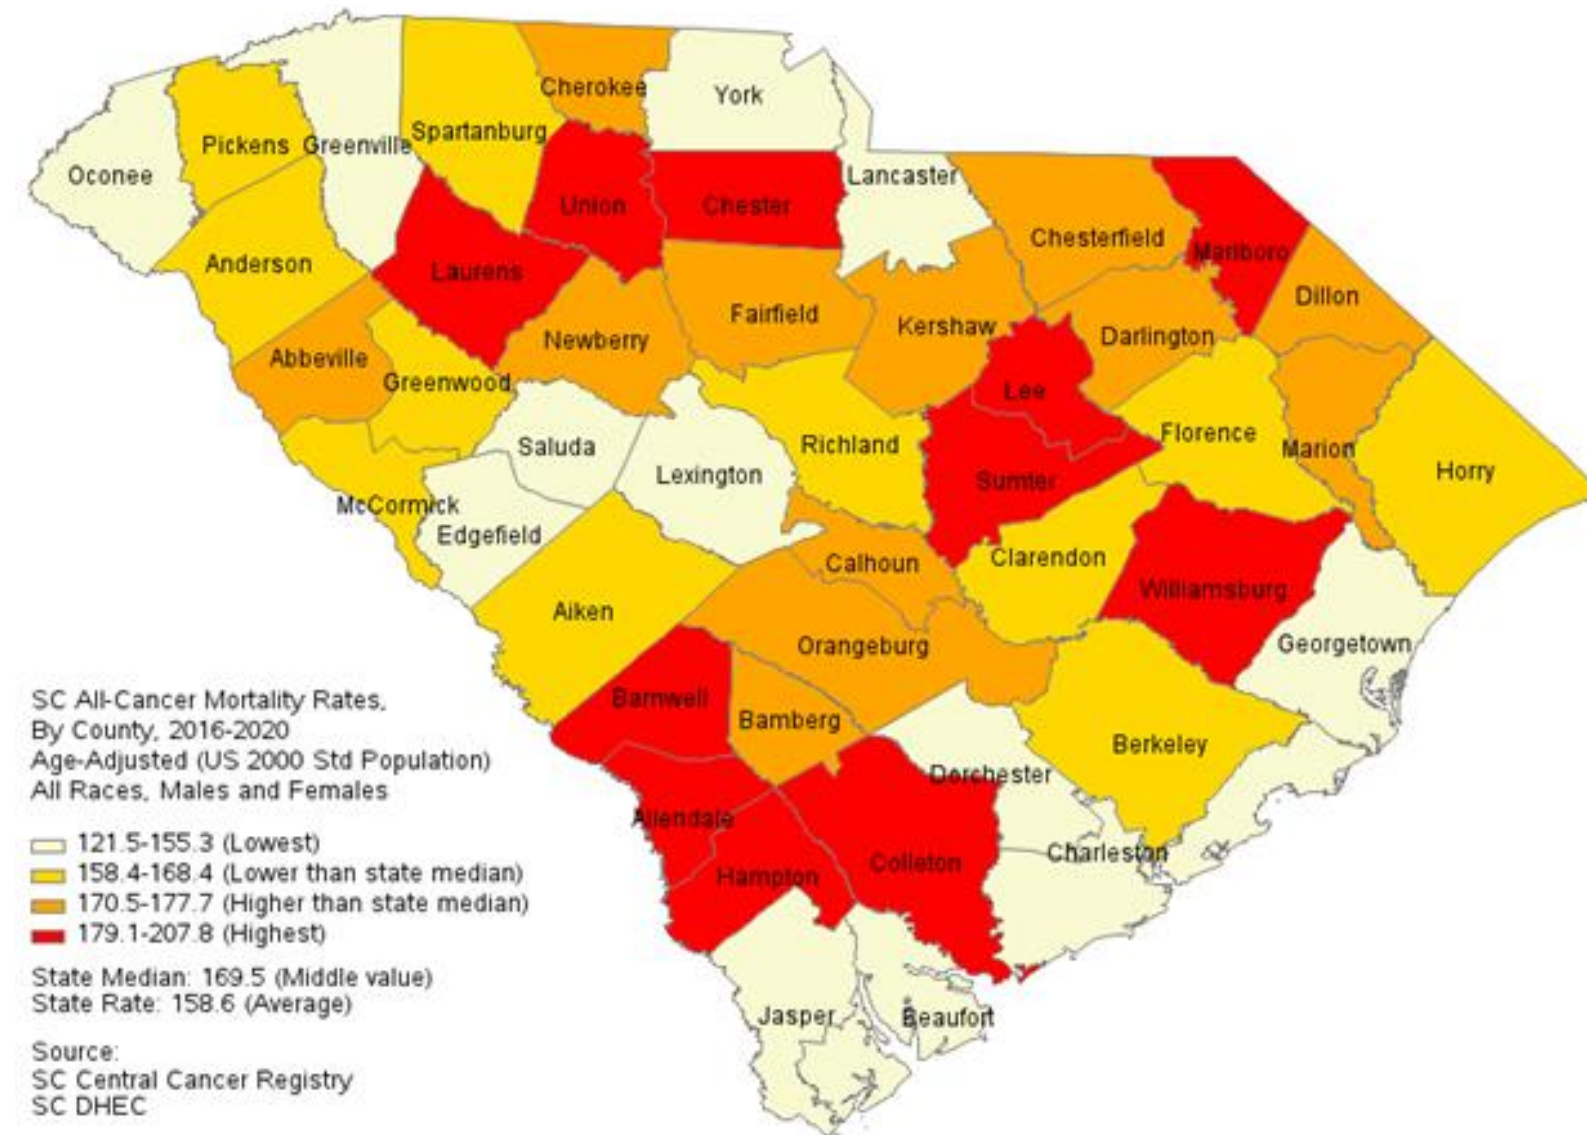 Cherokee
York
Spartanburg
Pickens
Greenville
Oconee
Lancaster
Union
Chester
Chesterfield
Marlboro
Anderson
Laurens
Dillon
Fairfield
Kershaw
Darlington
Newberry
Abbeville
Greenwood
Lee
Florence
Saluda
Richland
Marion
Horry
Lexington
Sumter
McCormick
Edgefield
Clarendon
Calhoun
Williamsburg
Aiken
Orangeburg
Georgetown
Barnwell
Bamberg
Berkeley
Dorchester
Allendale
Charleston
Colleton
Hampton
Jasper
Beaufort
SC All-Cancer Mortality Rates,
By County, 2016-2020
Age-Adjusted (US 2000 Std Population)
All Races, Males and Females
121.5-155.3 (Lowest)
158.4-168.4 (Lower than state median)
170.5-177.7 (Higher than state median)
179.1-207.8 (Highest)
State Median: 169.5 (Middle value)
State Rate: 158.6 (Average)
Source:
SC Central Cancer Registry
SC DHEC